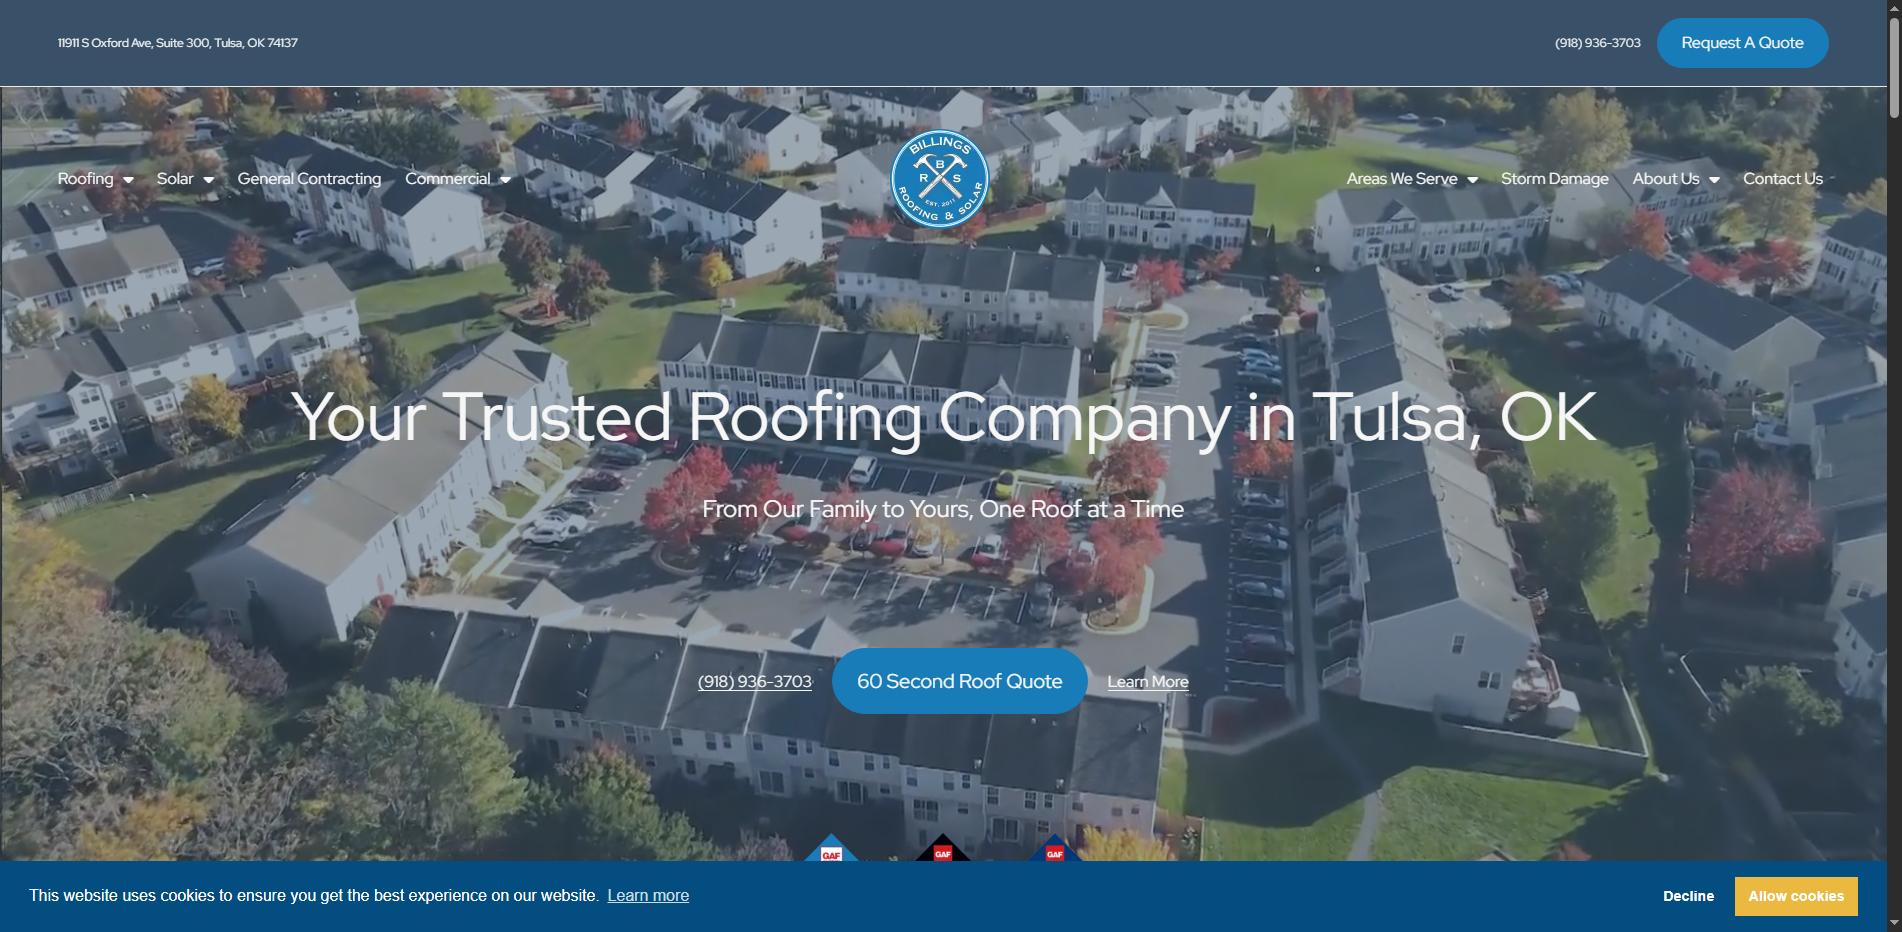 11911 S Oxford Ave, Suite 300, Tulsa, OK 74137
(918) 936-3703
Request A Quote
Roofing
Solar
General Contracting
Commercial
BILLINGS
B
R S
EST. 2011
ROOFING & SOLAR
Areas We Serve
Storm Damage
About Us
Contact Us
Your Trusted Roofing Company in Tulsa, OK
From Our Family to Yours, One Roof at a Time
(918) 936-3703
60 Second Roof Quote
Learn More
GAF
GAF
GAF
This website uses cookies to ensure you get the best experience on our website. Learn more
Decline
Allow cookies